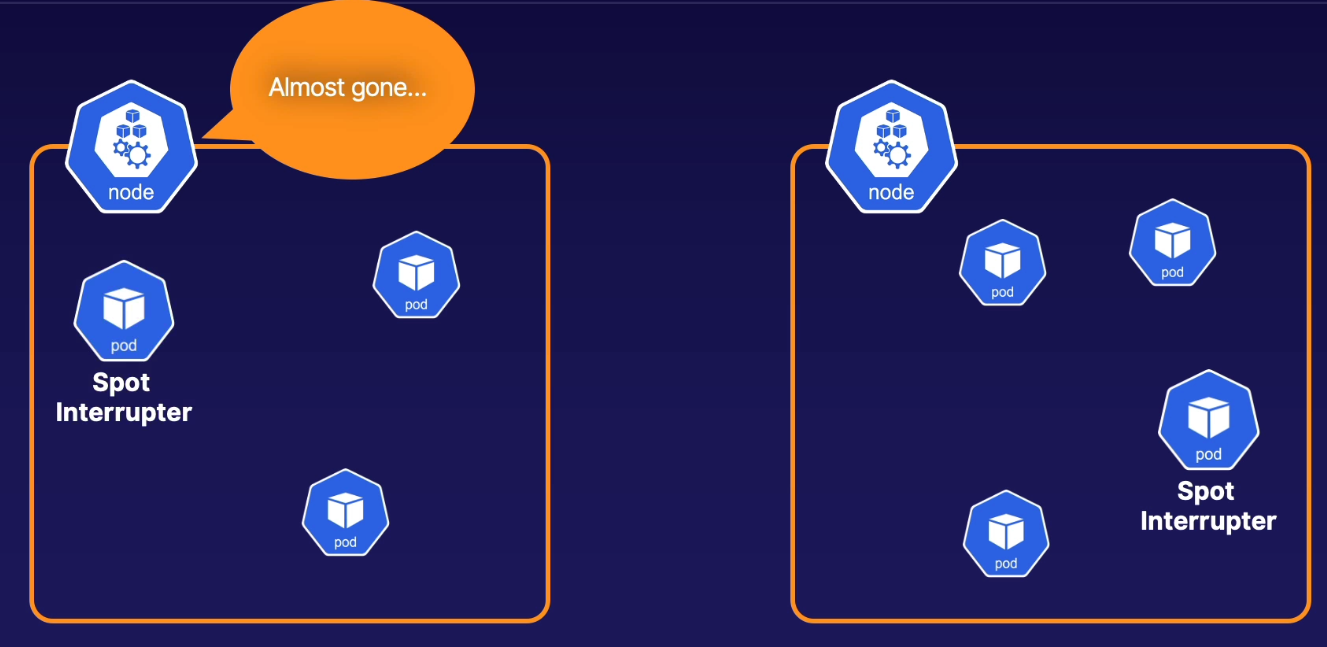 Almost gone...
node
pod
Spot
Interrupter
pod
pod
node
pod
pod
pod
Spot
Interrupter
pod